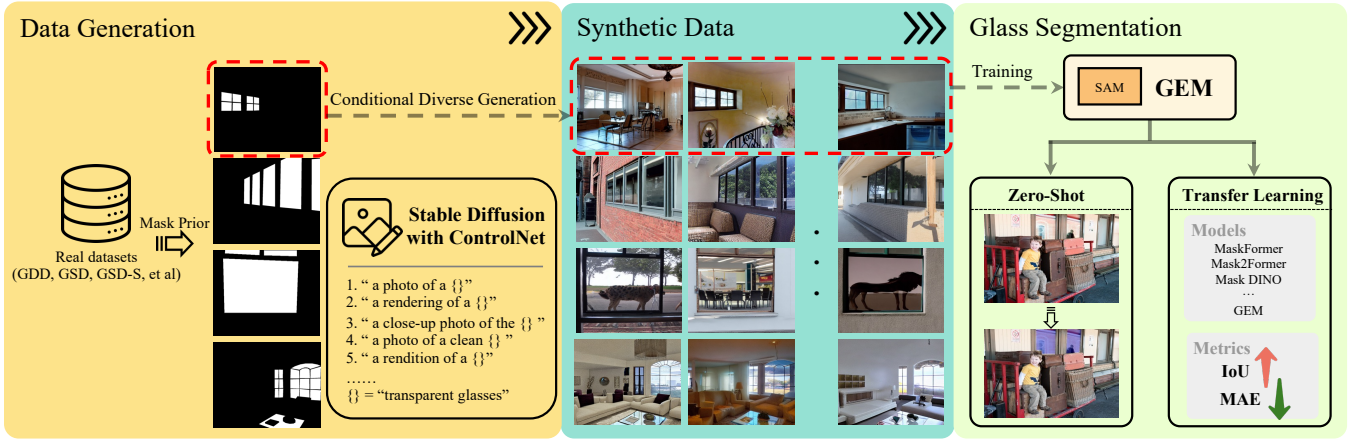 Data Generation
Real datasets
(GDD, GSD, GSD-S, et al)
Mask Prior
Conditional Diverse Generation
Stable Diffusion
with ControlNet
1. “ a photo of a {}”
2. “ a rendering of a {}”
3. “ a close-up photo of the {} ”
4. “ a photo of a clean {} ”
5. “ a rendition of a {}”
……
{} = “transparent glasses”
Synthetic Data
Glass Segmentation
Training
SAM
GEM
Zero-Shot
Transfer Learning
Models
MaskFormer
Mask2Former
Mask DINO
…
GEM
Metrics
IoU
MAE